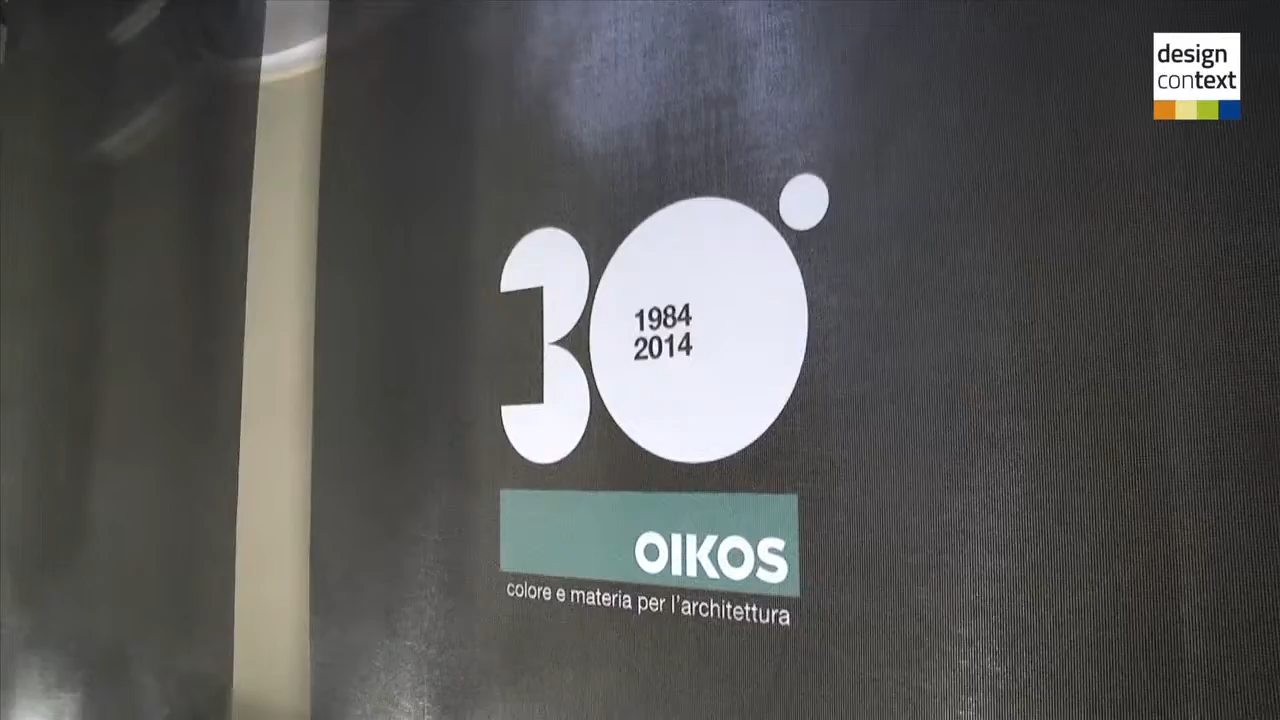 design
context
30°
1984
2014
OIKOS
colore e materia per l'architettura